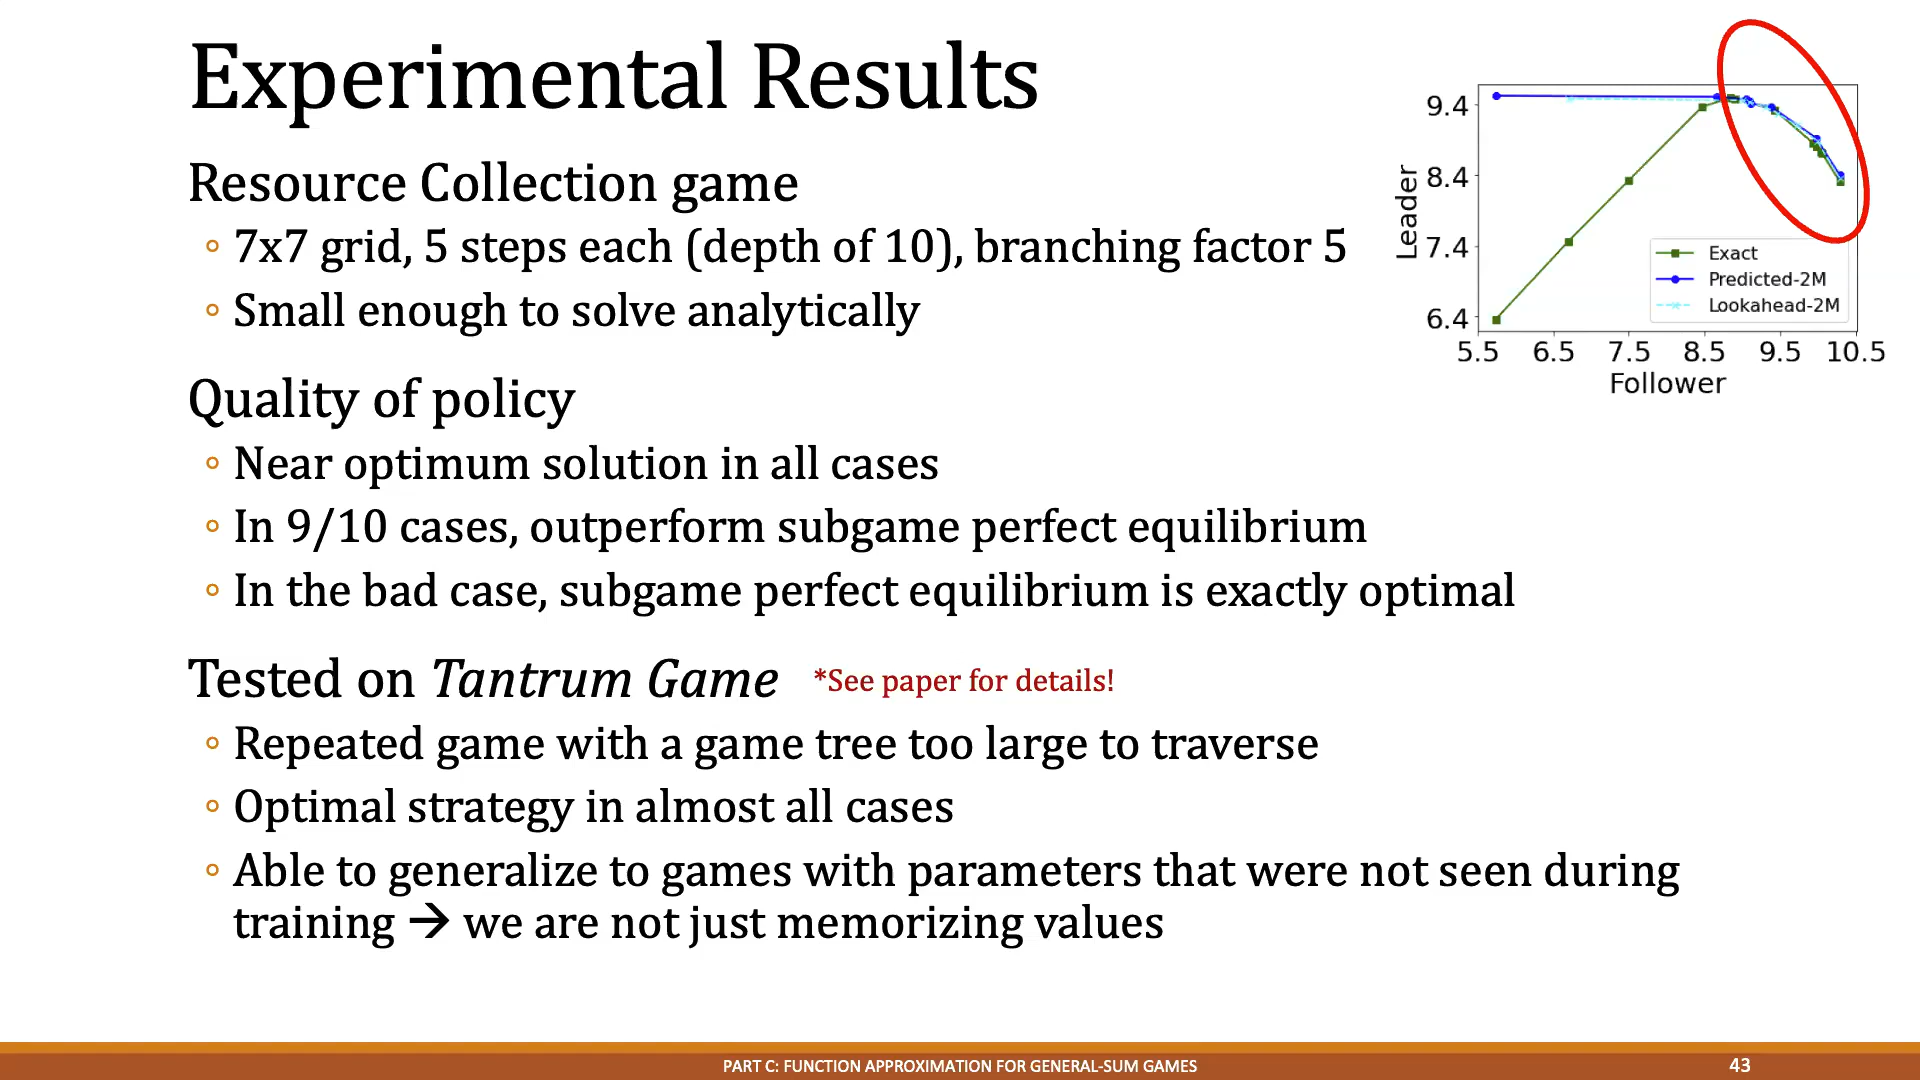 Experimental Results
Resource Collection game
◦ 7x7 grid, 5 steps each (depth of 10), branching factor 5
◦ Small enough to solve analytically
Quality of policy
◦ Near optimum solution in all cases
◦ In 9/10 cases, outperform subgame perfect equilibrium
◦ In the bad case, subgame perfect equilibrium is exactly optimal
Tested on Tantrum Game *See paper for details!
◦ Repeated game with a game tree too large to traverse
◦ Optimal strategy in almost all cases
◦ Able to generalize to games with parameters that were not seen during
training → we are not just memorizing values
Leader
9.4
8.4
7.4
6.4
Exact
Predicted-2M
Lookahead-2M
5.5 6.5 7.5 8.5 9.5 10.5
Follower
PART C: FUNCTION APPROXIMATION FOR GENERAL-SUM GAMES
43